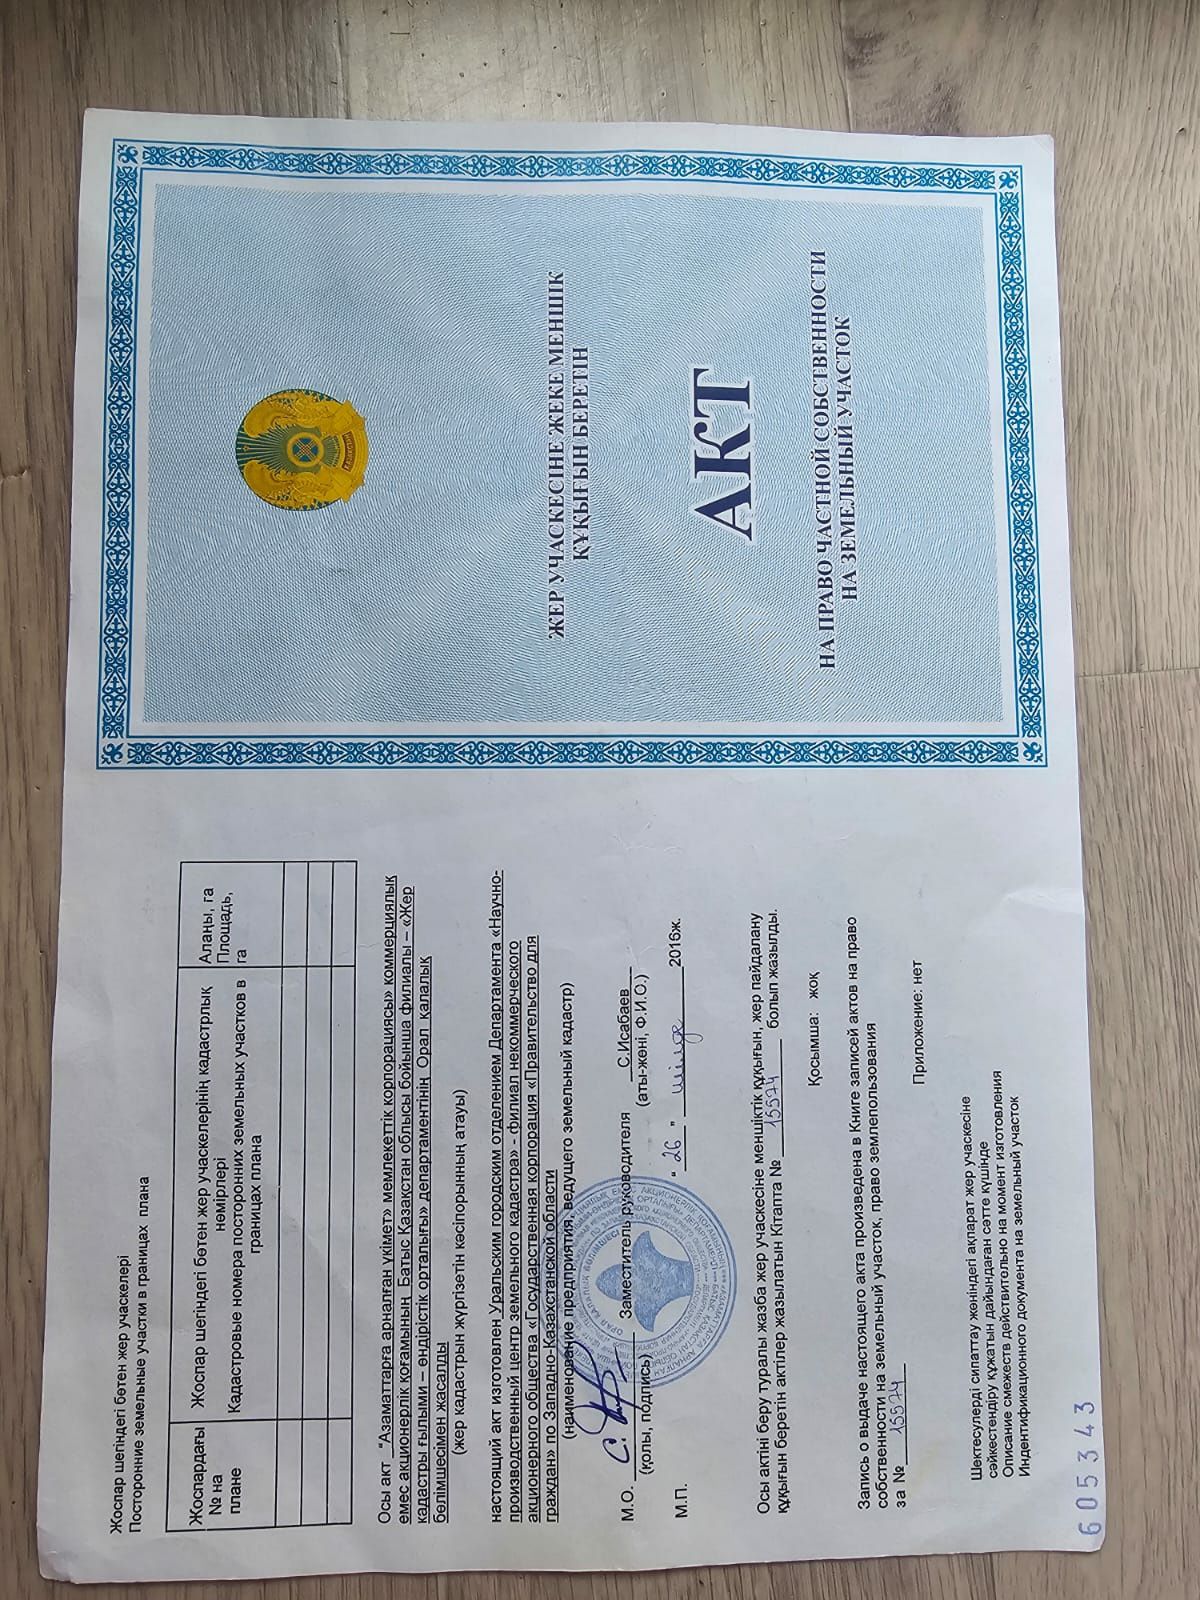 Жоспар шегіндегі бөтен жер учаскелері
Посторонние земельные участки в границах плана
Жоспардағы
№ на
плане
Жоспар шегіндегі бөтен жер учаскелерінің кадастрлық
нөмірлері
Кадастровые номера посторонних земельных участков в
границах плана
Аланы, га
Площадь,
га
Осы акт "Азаматтарға арналған үкімет» мемлекеттік корпорациясы» коммерциялық
емес акционерлік қоғамының Батыс Қазақстан облысы бойынша филиалы – «Жер
кадастры ғылыми – өндірістік орталығы» департаментінің Орал қалалық
бөлімшесімен жасалды
(жер кадастрын жүргізетін кәсіпорынның атауы)
настоящий акт изготовлен Уральским городским отделением Департамента «Научно-
производственный центр земельного кадастра» - филиал некоммерческого
акционерного общества «Государственная корпорация «Правительство для
граждан» по Западно-Казахстанской области
(наименование предприятия, ведущего земельный кадастр)
М.О. Заместитель руководителя С.Исабаев
(қолы, подпись) (аты-жөні, Ф.И.О.)
М.П. "26" шілде 2016ж.
Осы актіні беру туралы жазба жер учаскесіне меншіктік құқығын, жер пайдалану
құқығын беретін актілер жазылатын Кітапта № 15574 болып жазылды.
Қосымша: жоқ
Запись о выдаче настоящего акта произведена в Книге записей актов на право
собственности на земельный участок, право землепользования
за № 15574
Приложение: нет
Шектесулерді сипаттау жөніндегі ақпарат жер учаскесіне
сәйкестендіру құжатын дайындаған сәтте күшінде
Описание смежеств действительно на момент изготовления
Индентификационного документа на земельный участок
605343
ҚАЗАҚСТАН
ЖЕР УЧАСКЕСІНЕ ЖЕКЕ МЕНШІК
ҚҰҚЫҒЫН БЕРЕТІН
АКТ
НА ПРАВО ЧАСТНОЙ СОБСТВЕННОСТИ
НА ЗЕМЕЛЬНЫЙ УЧАСТОК